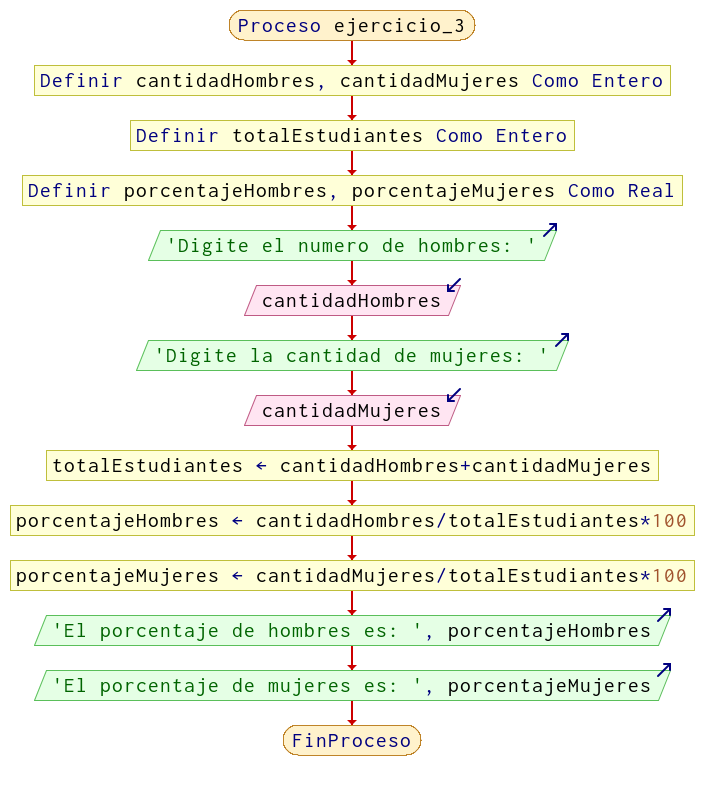 Proceso ejercicio_3
Definir cantidadHombres, cantidadMujeres Como Entero
Definir totalEstudiantes Como Entero
Definir porcentajeHombres, porcentajeMujeres Como Real
'Digite el numero de hombres: '
cantidadHombres
'Digite la cantidad de mujeres: '
cantidadMujeres
totalEstudiantes ← cantidadHombres+cantidadMujeres
porcentajeHombres ← cantidadHombres/totalEstudiantes*100
porcentajeMujeres ← cantidadMujeres/totalEstudiantes*100
'El porcentaje de hombres es: ', porcentajeHombres
'El porcentaje de mujeres es: ', porcentajeMujeres
FinProceso